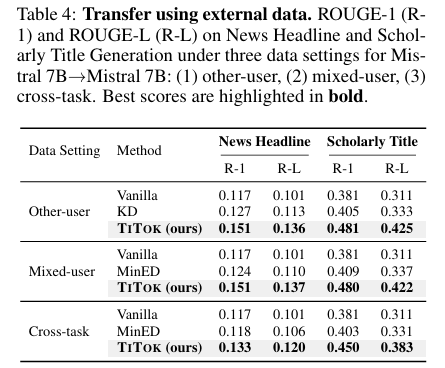 Table 4: Transfer using external data. ROUGE-1 (R-
1) and ROUGE-L (R-L) on News Headline and Schol-
arly Title Generation under three data settings for Mis-
tral 7B→Mistral 7B: (1) other-user, (2) mixed-user, (3)
cross-task. Best scores are highlighted in bold.
Data Setting Method News Headline Scholarly Title
R-1 R-L R-1 R-L
Vanilla 0.117 0.101 0.381 0.311
Other-user KD 0.127 0.113 0.405 0.333
TITOK (ours) 0.151 0.136 0.481 0.425
Vanilla 0.117 0.101 0.381 0.311
Mixed-user MinED 0.124 0.110 0.409 0.337
TITOK (ours) 0.151 0.137 0.480 0.422
Vanilla 0.117 0.101 0.381 0.311
Cross-task MinED 0.118 0.106 0.403 0.331
TITOK (ours) 0.133 0.120 0.450 0.383